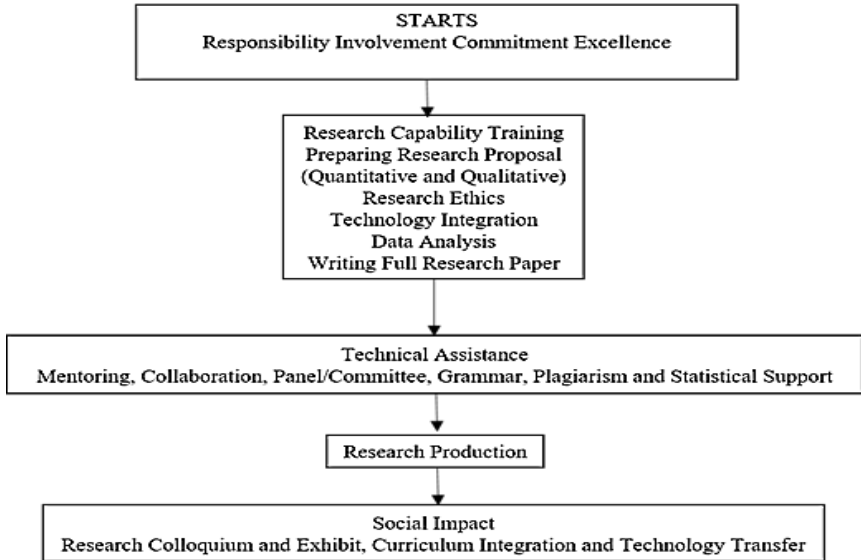 STARTS
Responsibility Involvement Commitment Excellence
Research Capability Training
Preparing Research Proposal
(Quantitative and Qualitative)
Research Ethics
Technology Integration
Data Analysis
Writing Full Research Paper
Technical Assistance
Mentoring, Collaboration, Panel/Committee, Grammar, Plagiarism and Statistical Support
Research Production
Social Impact
Research Colloquium and Exhibit, Curriculum Integration and Technology Transfer